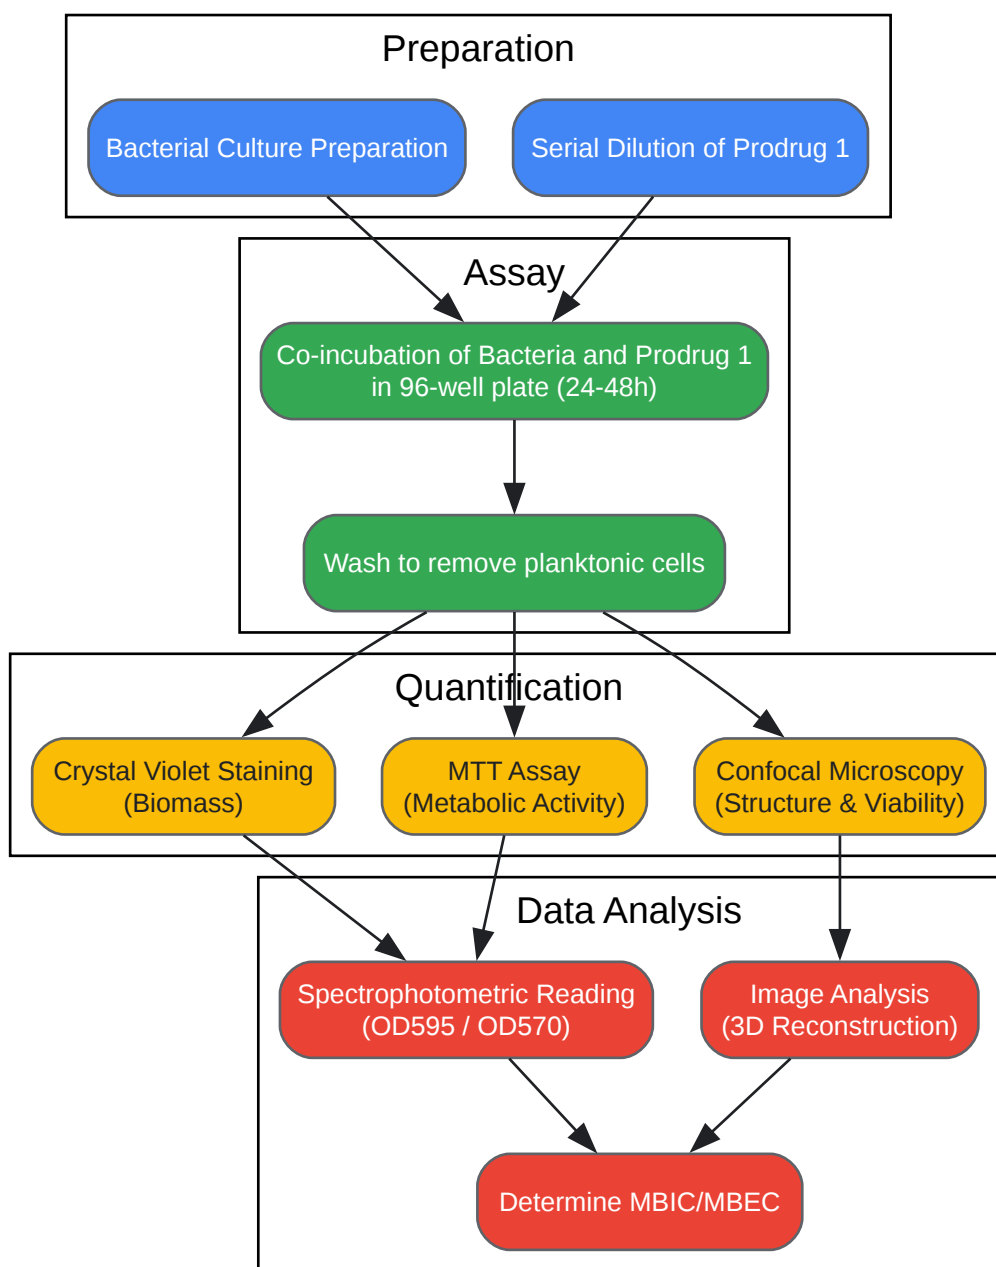 Preparation
Bacterial Culture Preparation
Serial Dilution of Prodrug 1
Assay
Co-incubation of Bacteria and Prodrug 1
in 96-well plate (24-48h)
Wash to remove planktonic cells
Quantification
Crystal Violet Staining
(Biomass)
MTT Assay
(Metabolic Activity)
Confocal Microscopy
(Structure & Viability)
Data Analysis
Spectrophotometric Reading
(OD595 / OD570)
Image Analysis
(3D Reconstruction)
Determine MBIC/MBEC